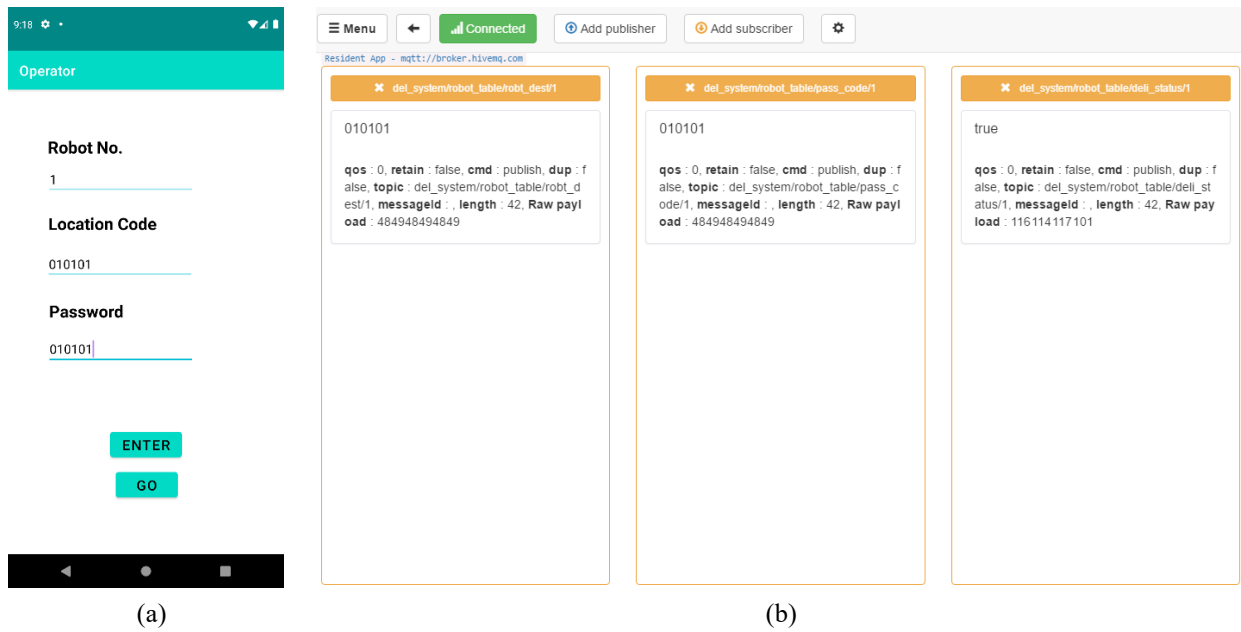 9:18
Operator
Robot No.
1
Location Code
010101
Password
010101
ENTER
GO
(a)
Menu
Connected
Add publisher
Add subscriber
Resident App - mqtt://broker.hivemq.com
del_system/robot_table/robt_dest/1
010101
qos : 0, retain : false, cmd : publish, dup : f
alse, topic : del_system/robot_table/robt_d
est/1, messageId : , length : 42, Raw payl
oad : 484948494849
del_system/robot_table/pass_code/1
010101
qos : 0, retain : false, cmd : publish, dup : f
alse, topic : del_system/robot_table/pass_c
ode/1, messageId : , length : 42, Raw payl
oad : 484948494849
del_system/robot_table/deli_status/1
true
qos : 0, retain : false, cmd : publish, dup : f
alse, topic : del_system/robot_table/deli_st
atus/1, messageId : , length : 42, Raw pay
load : 116114117101
(b)